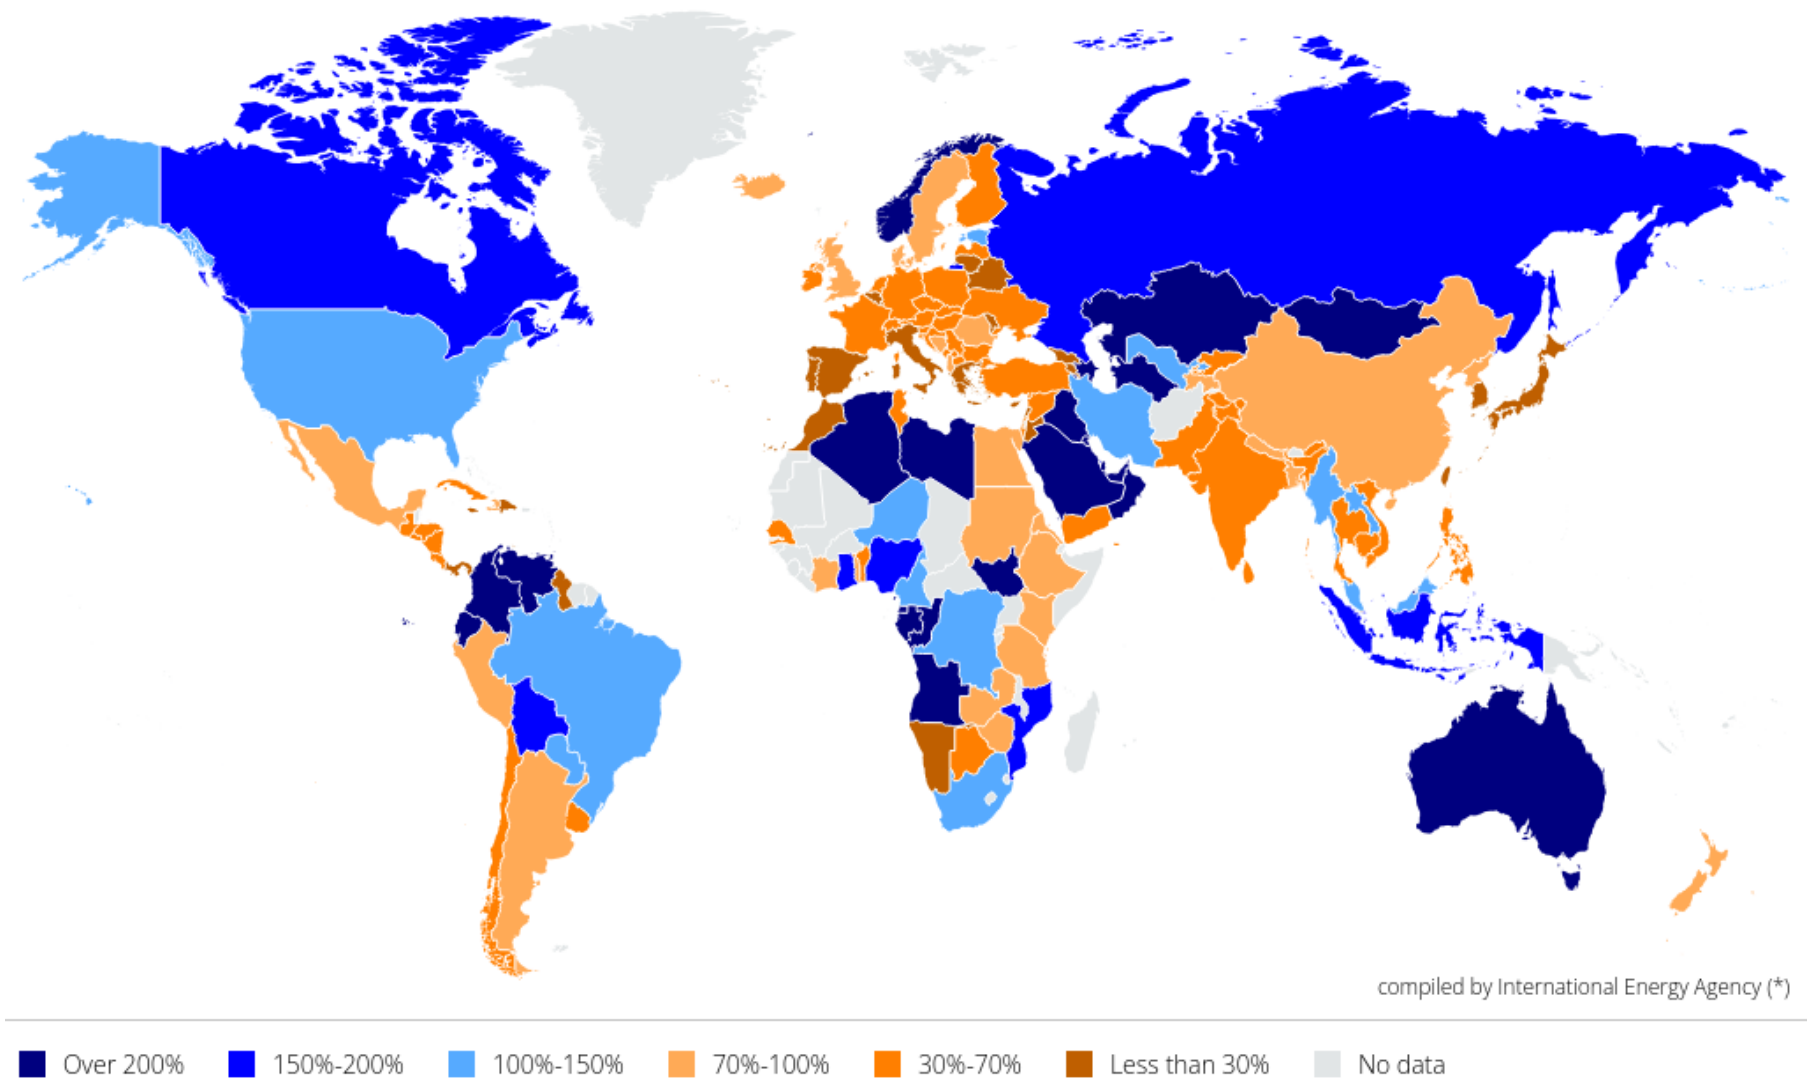 compiled by International Energy Agency (*)
Over 200%
150%-200%
100%-150%
70%-100%
30%-70%
Less than 30%
No data